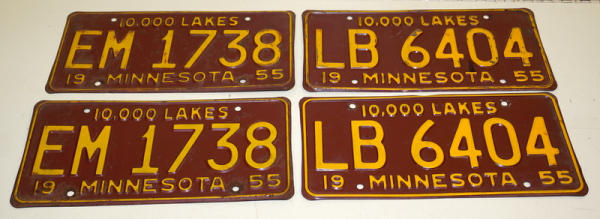 10,000 LAKES
EM 1738
19 MINNESOTA 55
10,000 LAKES
LB 6404
19 MINNESOTA 55
10,000 LAKES
EM 1738
19 MINNESOTA 55
10,000 LAKES
LB 6404
19 MINNESOTA 55